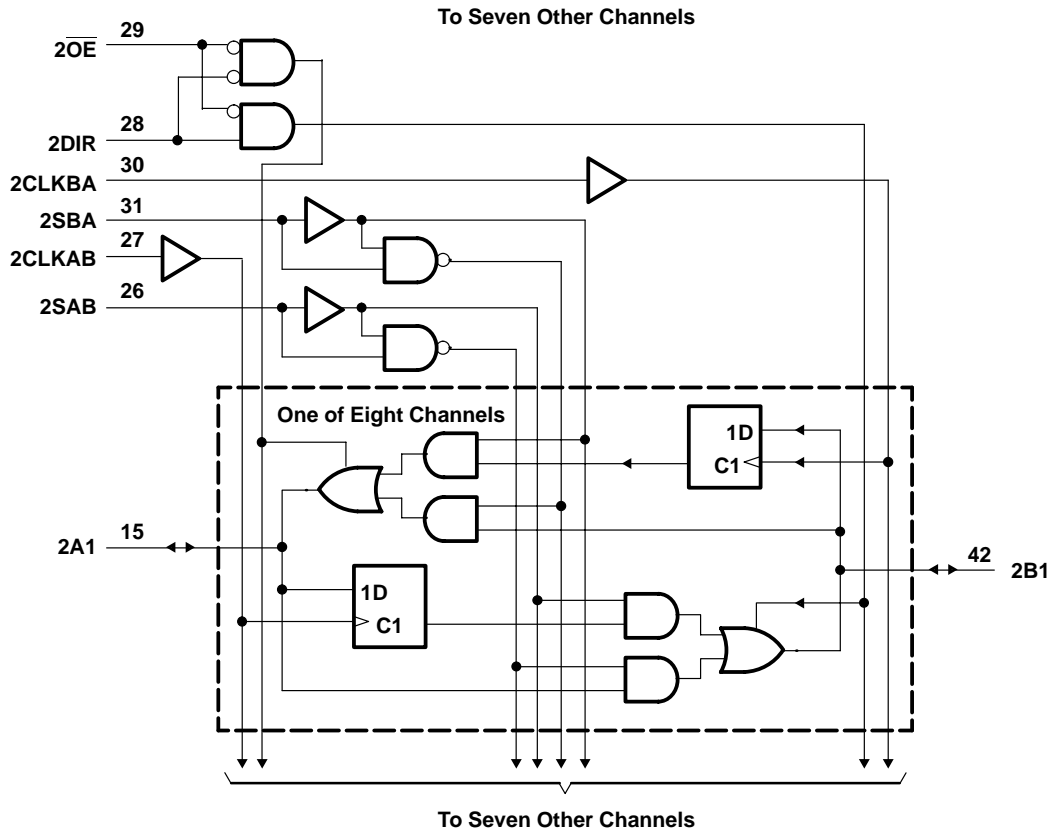 To Seven Other Channels
29
2O̅E̅
28
2DIR
30
2CLKBA
31
2SBA
27
2CLKAB
26
2SAB
One of Eight Channels
1D
C1
15
2A1
42
2B1
1D
C1
To Seven Other Channels